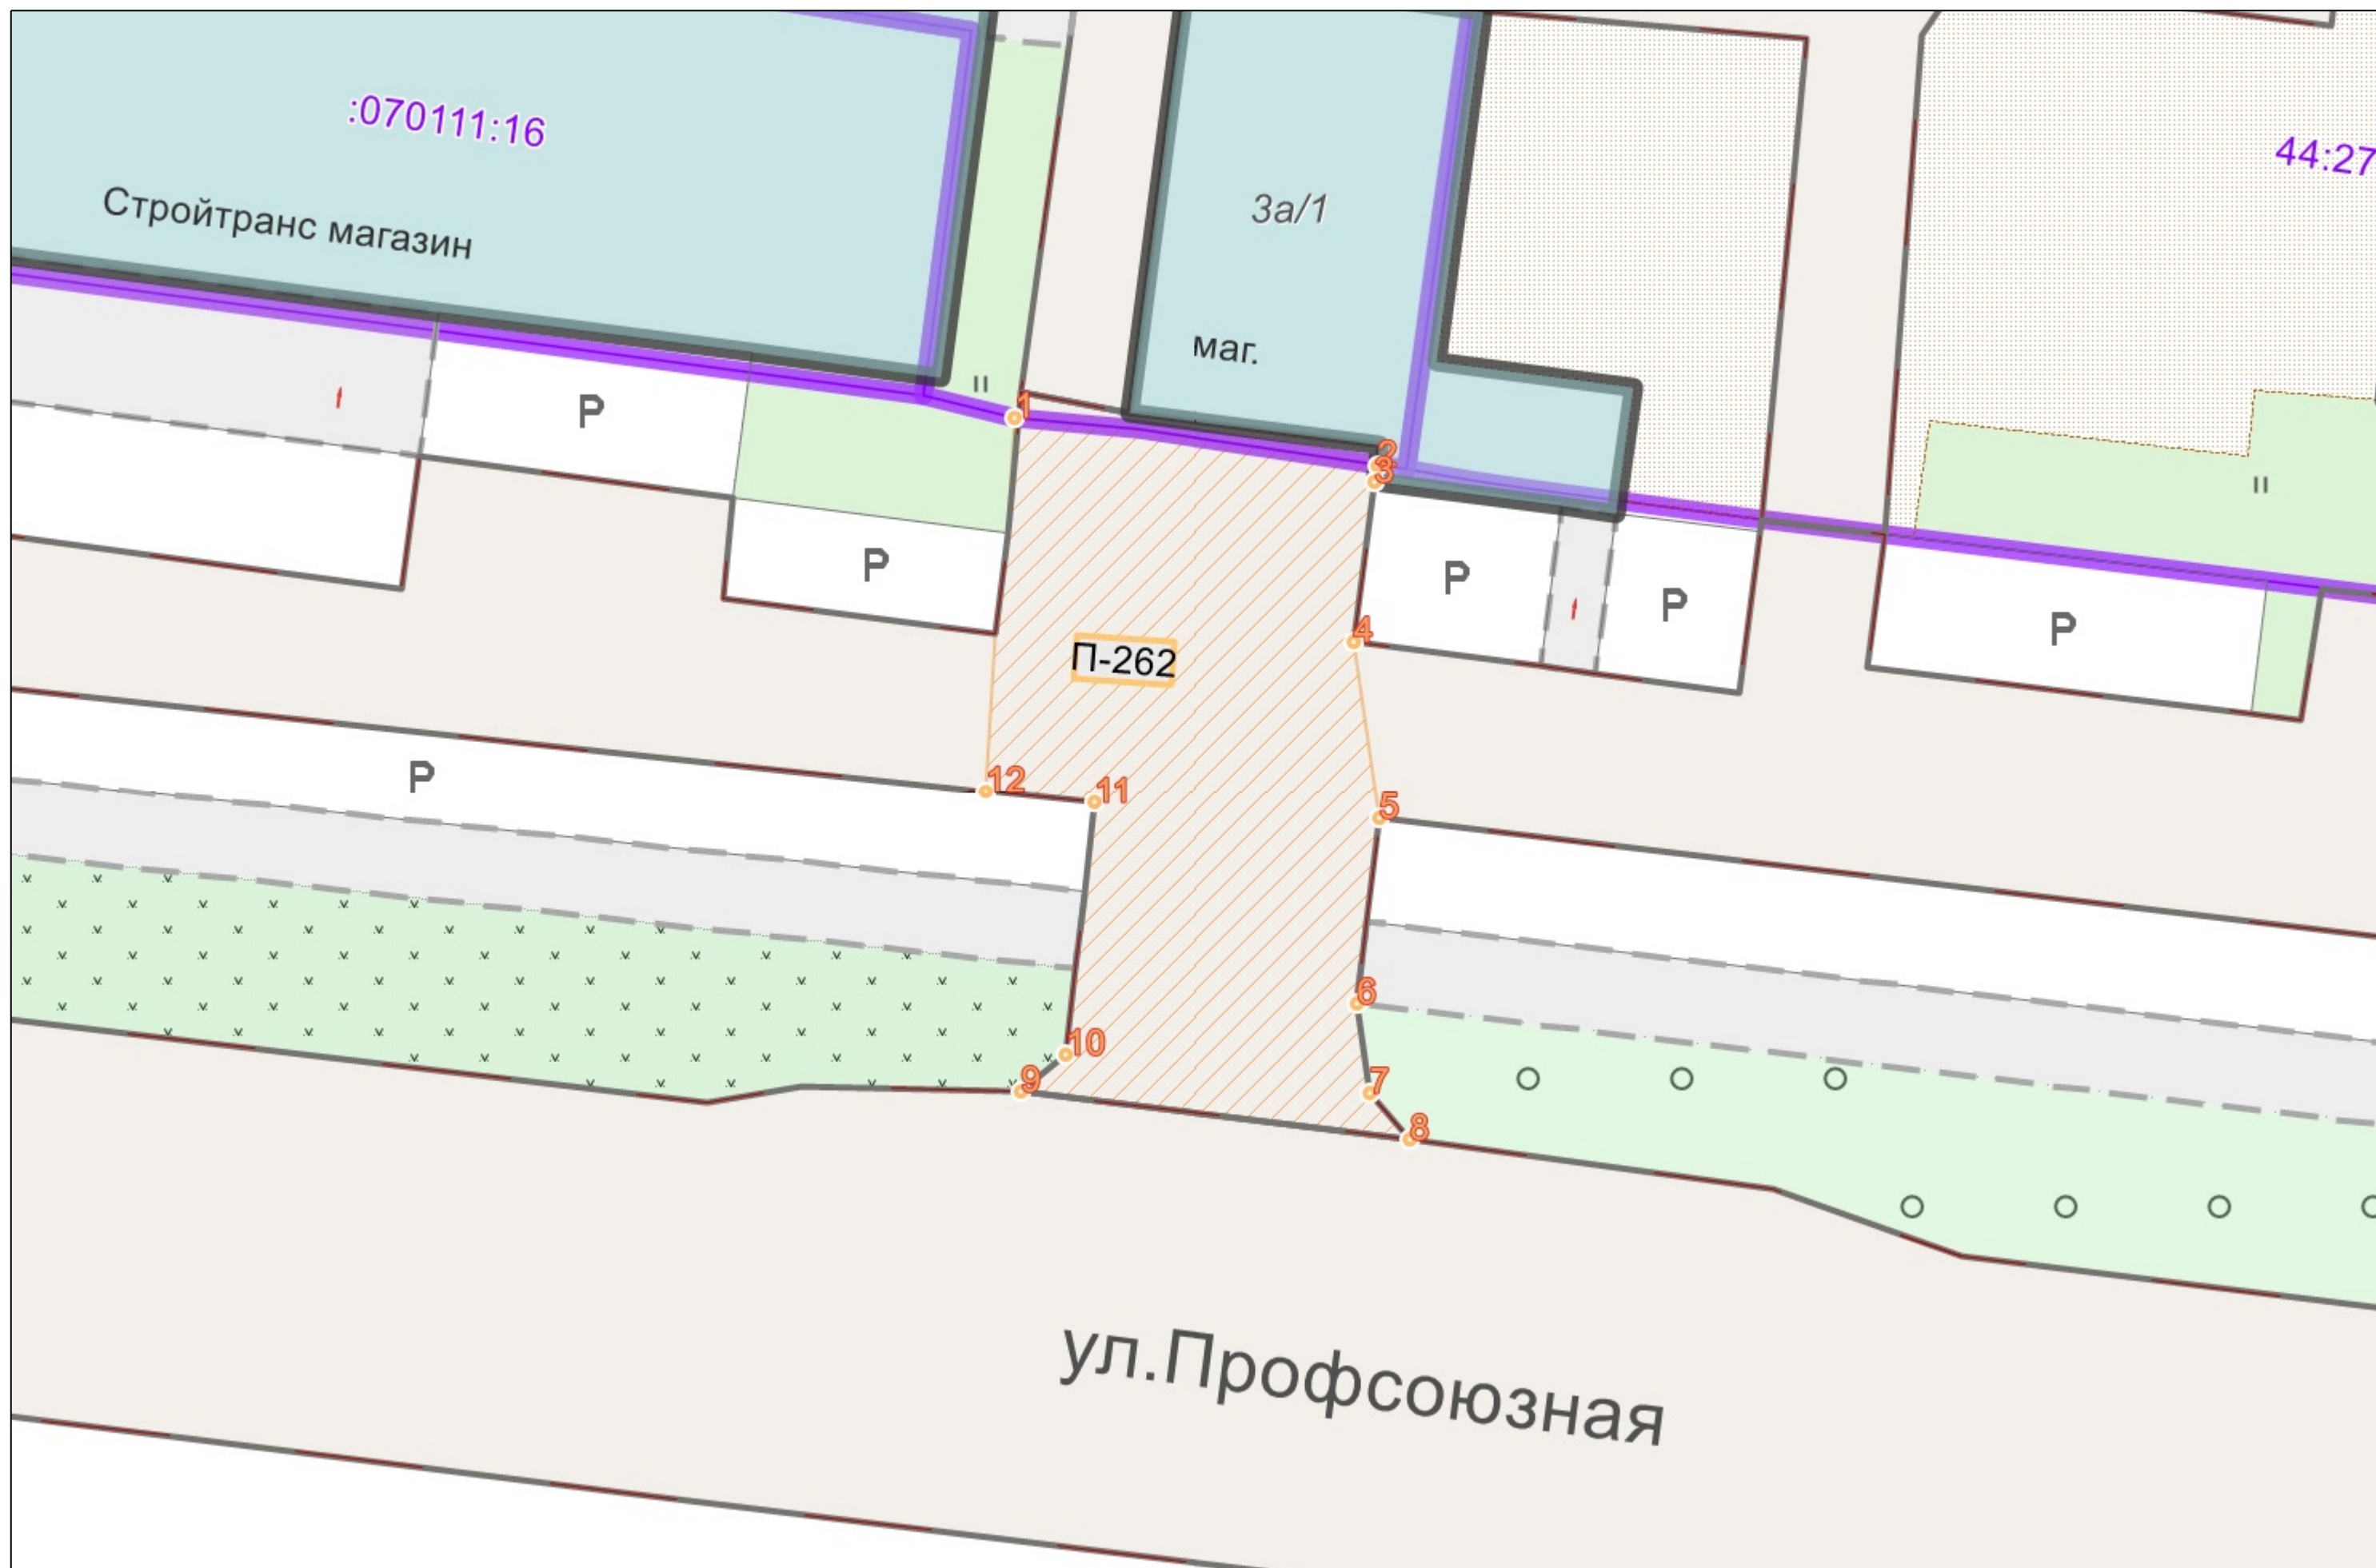 :070111:16
44:27
Стройтранс магазин
3а/1
маг.
1
2
3
P
P
P
P
P
4
П-262
12
11
P
5
6
10
9
7
8
ул.Профсоюзная